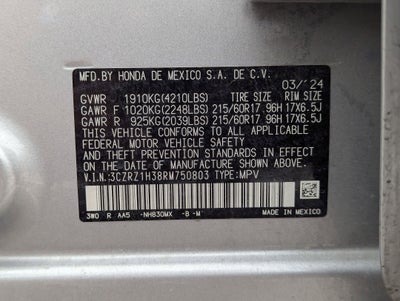 MFD.BY HONDA DE MEXICO S.A. DE C.V.
03/'24
GVWR 1910KG(4210LBS) TIRE SIZE RIM SIZE
GAWR F 1020KG(2248LBS) 215/60R17 96H 17X6.5J
GAWR R 925KG(2039LBS) 215/60R17 96H 17X6.5J
THIS VEHICLE CONFORMS TO ALL APPLICABLE
FEDERAL MOTOR VEHICLE
SAFETY AND BUMPER STANDARDS IN EFFECT
ON THE DATE OF MANUFACTURE SHOWN ABOVE.
V.I.N.:3CZRZ1H38RM750803 TYPE:MPV
3W0 R AA5 -NH830MX -B -M MADE IN MEXICO